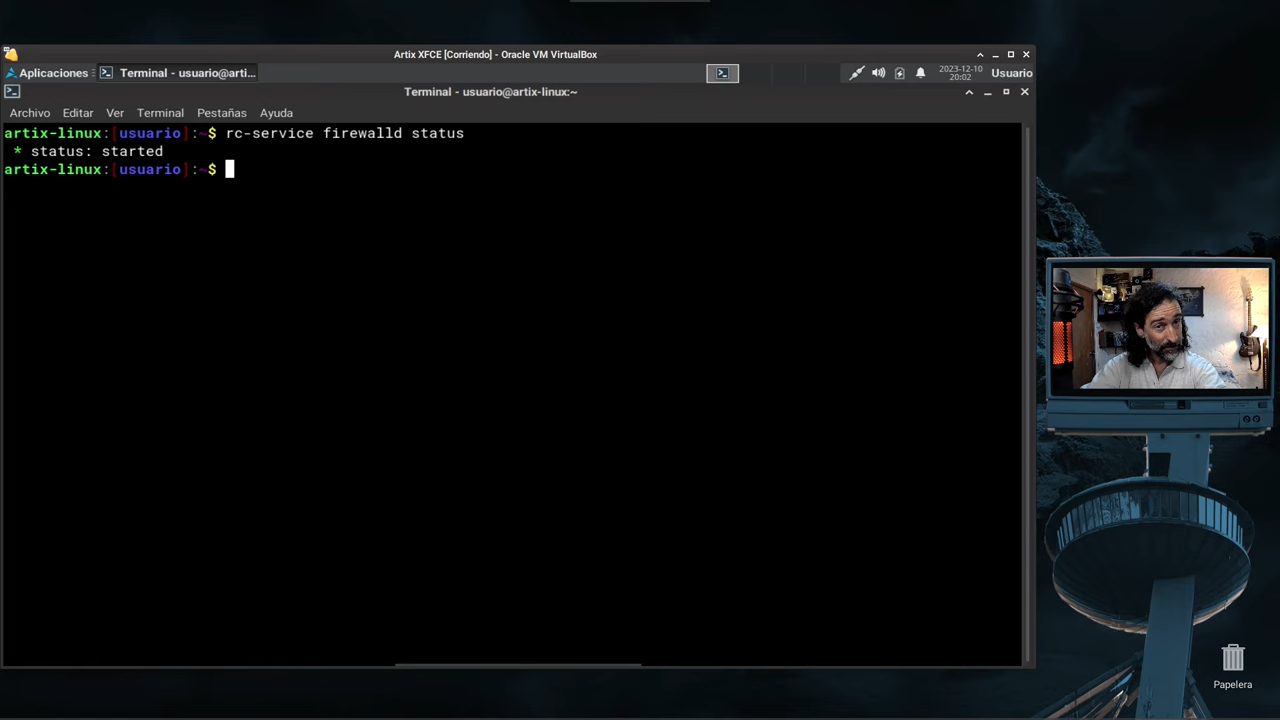 Artix XFCE [Corriendo] - Oracle VM VirtualBox
Aplicaciones Terminal - usuario@arti... 2023-12-10 20:02 Usuario
Terminal - usuario@artix-linux:~
Archivo Editar Ver Terminal Pestañas Ayuda
artix-linux:[usuario]:~$ rc-service firewalld status
* status: started
artix-linux:[usuario]:~$
Papelera